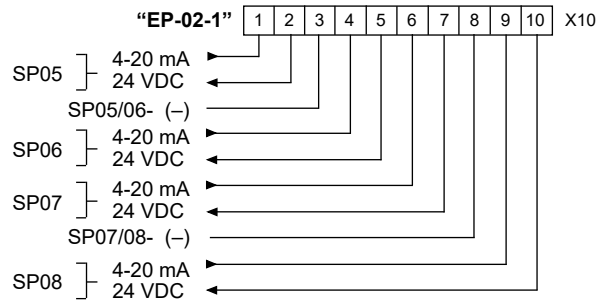 “EP-02-1” 1 2 3 4 5 6 7 8 9 10 X10
4-20 mA
SP05
24 VDC
SP05/06- (–)
4-20 mA
SP06
24 VDC
4-20 mA
SP07
24 VDC
SP07/08- (–)
4-20 mA
SP08
24 VDC